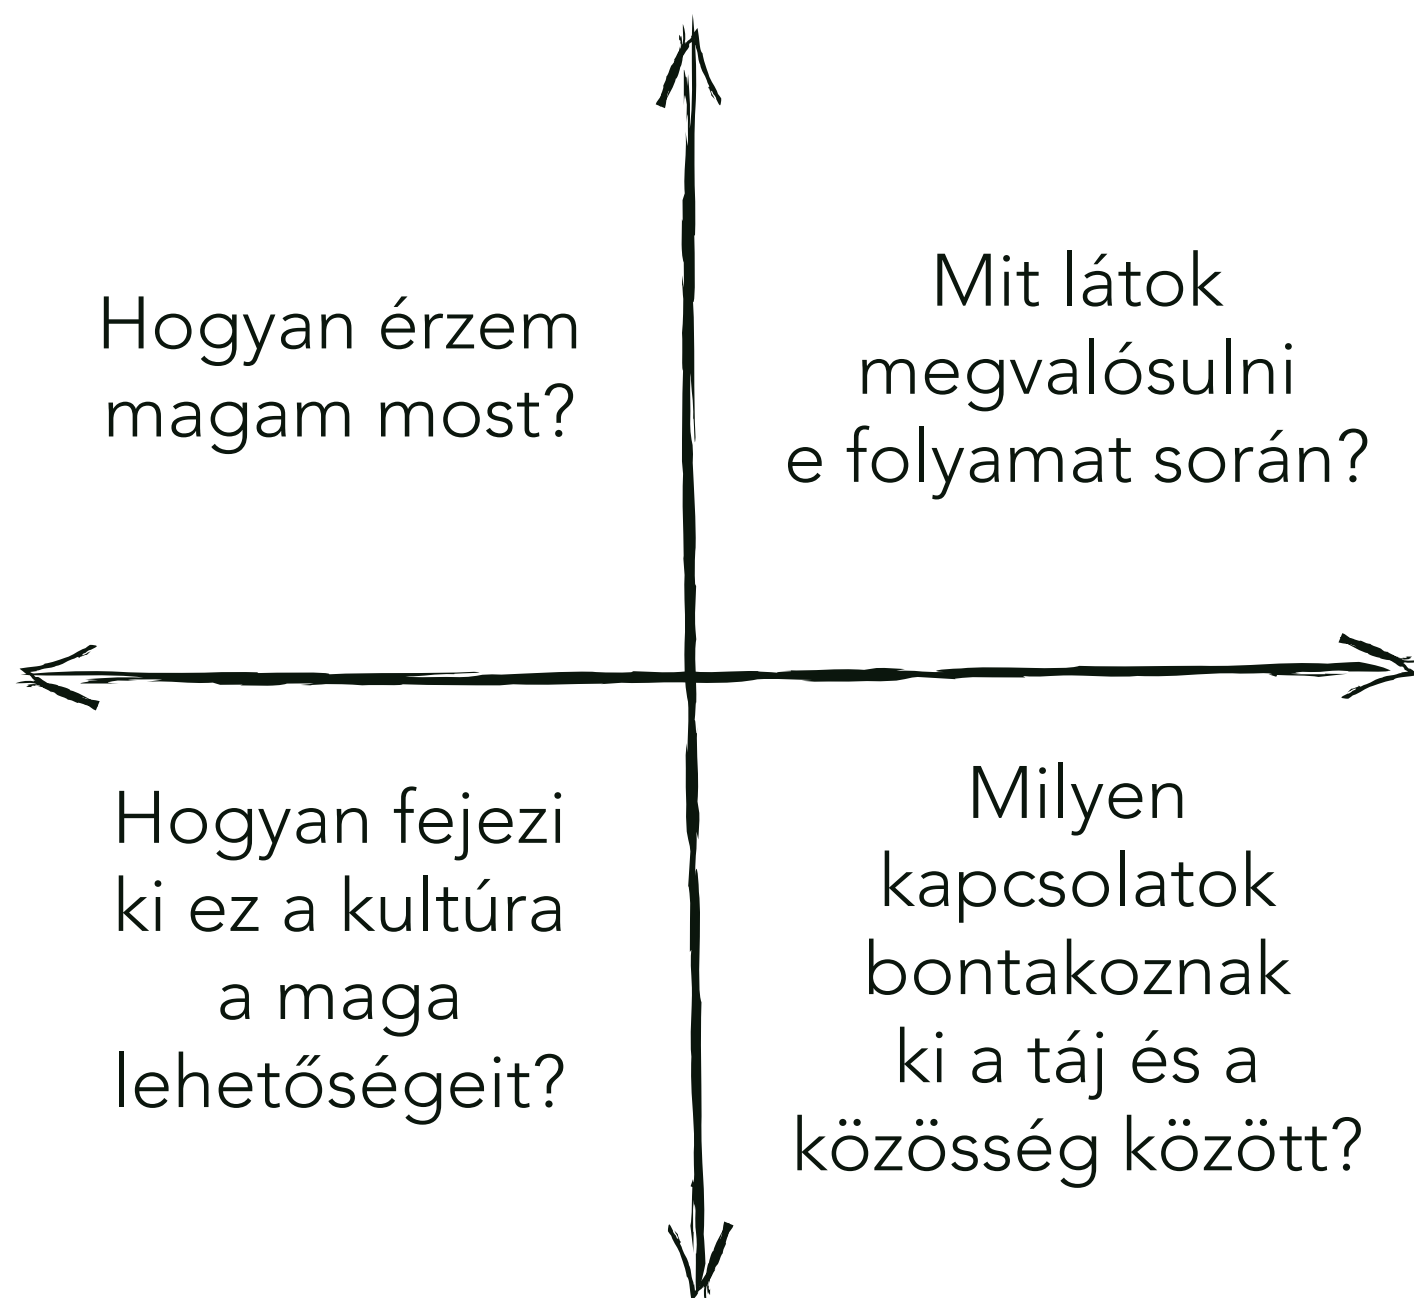 Hogyan érzem
magam most?
Mit látok
megvalósulni
e folyamat során?
Hogyan fejezi
ki ez a kultúra
a maga
lehetőségeit?
Milyen
kapcsolatok
bontakoznak
ki a táj és a
közösség között?